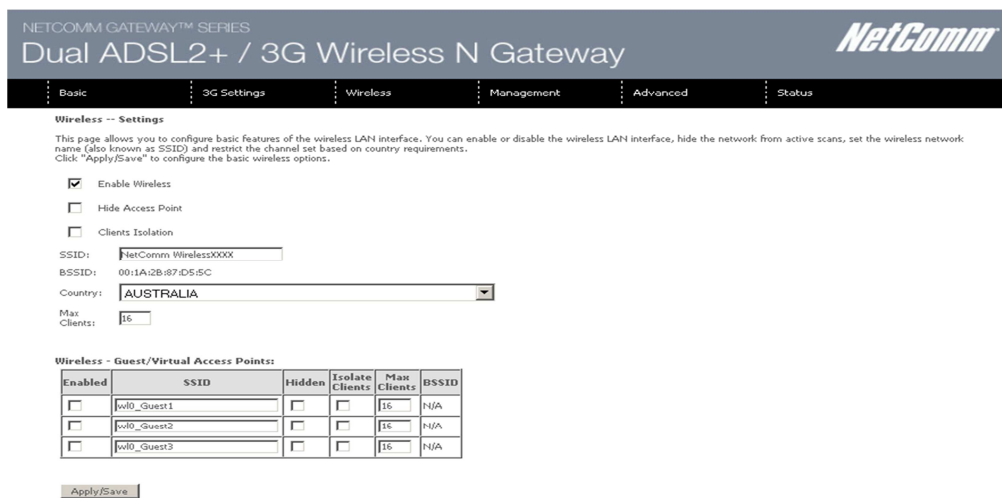 NETCOMM GATEWAY™ SERIES
Dual ADSL2+ / 3G Wireless N Gateway
NetComm
Basic 3G Settings Wireless Management Advanced Status
Wireless -- Settings
This page allows you to configure basic features of the wireless LAN interface. You can enable or disable the wireless LAN interface, hide the network from active scans, set the wireless network
name (also known as SSID) and restrict the channel set based on country requirements.
Click "Apply/Save" to configure the basic wireless options.
Enable Wireless
Hide Access Point
Clients Isolation
SSID: NetComm WirelessXXXX
BSSID: 00:1A:2B:87:D5:5C
Country: AUSTRALIA
Max
Clients: 16
Wireless - Guest/Virtual Access Points:
Enabled SSID Hidden Isolate Clients Max Clients BSSID
wl0_Guest1 16 N/A
wl0_Guest2 16 N/A
wl0_Guest3 16 N/A
Apply/Save